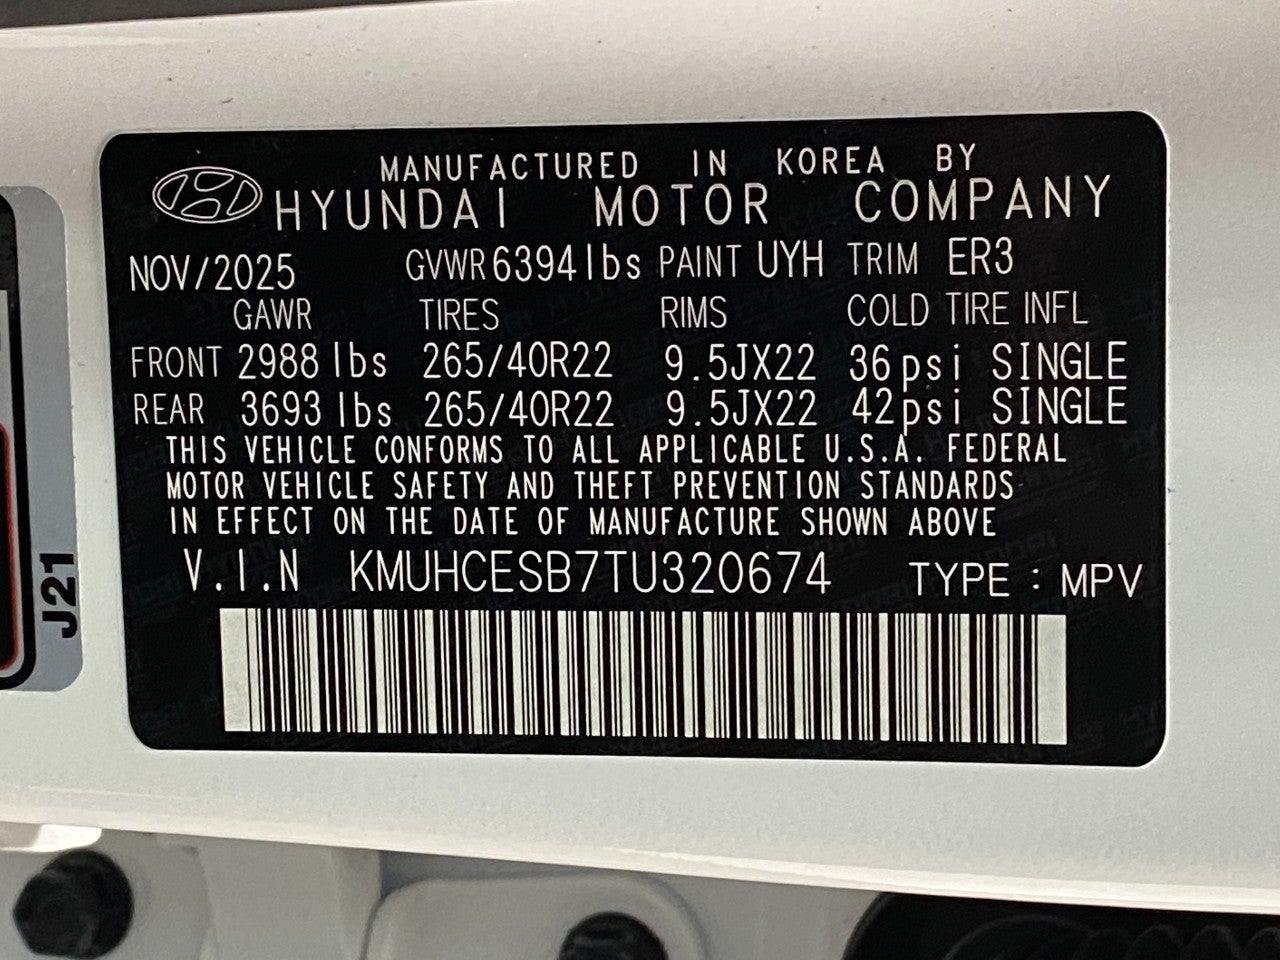 MANUFACTURED IN KOREA BY
HYUNDAI MOTOR COMPANY
NOV/2025 GVWR 6394lbs PAINT UYH TRIM ER3
GAWR TIRES RIMS COLD TIRE INFL
FRONT 2988 lbs 265/40R22 9.5JX22 36psi SINGLE
REAR 3693 lbs 265/40R22 9.5JX22 42psi SINGLE
THIS VEHICLE CONFORMS TO ALL APPLICABLE U.S.A. FEDERAL
MOTOR VEHICLE SAFETY AND THEFT PREVENTION STANDARDS
IN EFFECT ON THE DATE OF MANUFACTURE SHOWN ABOVE
V.I.N KMUHCESB7TU320674 TYPE : MPV
J21